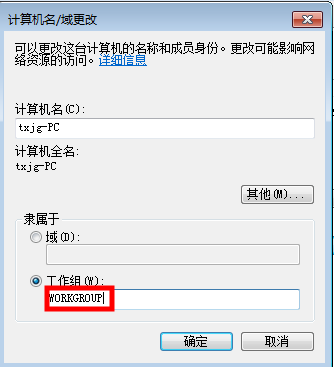 计算机名/域更改
可以更改这台计算机的名称和成员身份。更改可能影响网
络资源的访问。详细信息
计算机名(C):
txjg-PC
计算机全名:
txjg-PC
其他(M)...
隶属于
域(D):
工作组(W):
WORKGROUP
确定
取消